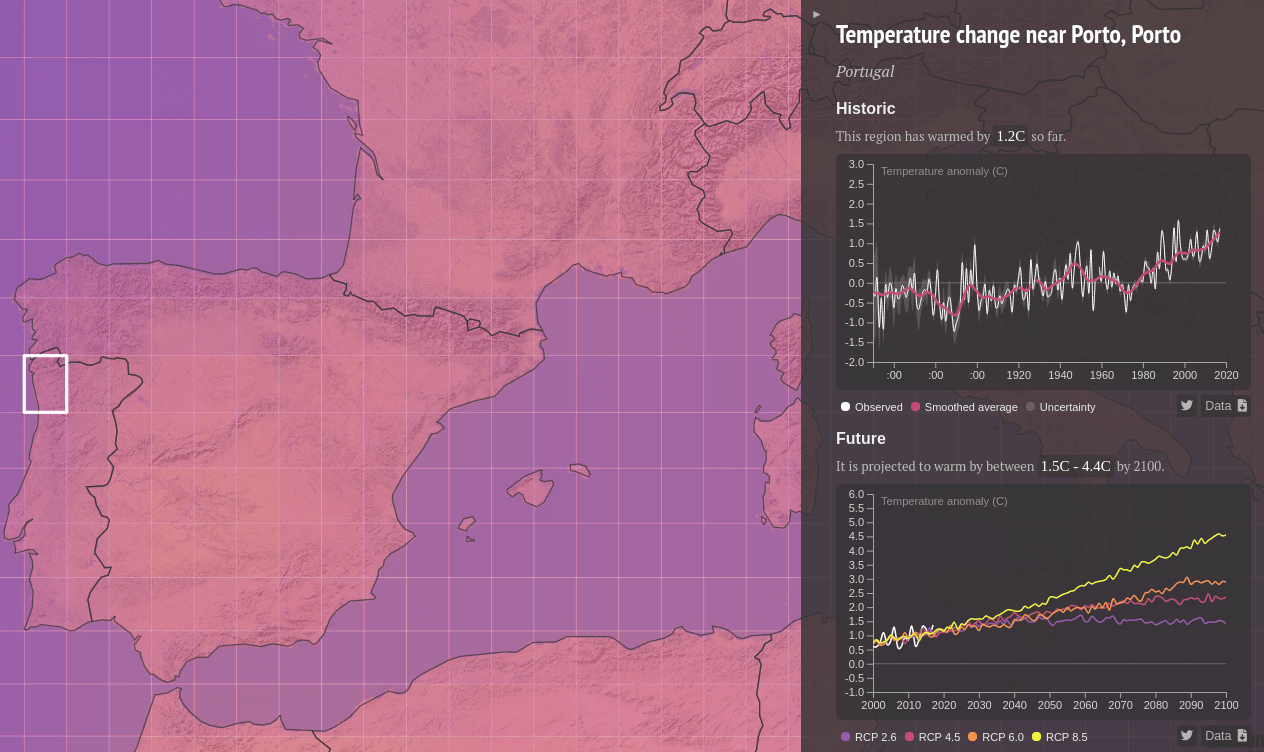 Temperature change near Porto, Porto
Portugal
Historic
This region has warmed by 1.2C so far.
Temperature anomaly (C)
3.0
2.5
2.0
1.5
1.0
0.5
0.0
-0.5
-1.0
-1.5
-2.0
:00 :00 :00 1920 1940 1960 1980 2000 2020
Observed Smoothed average Uncertainty Data
Future
It is projected to warm by between 1.5C - 4.4C by 2100.
Temperature anomaly (C)
6.0
5.5
5.0
4.5
4.0
3.5
3.0
2.5
2.0
1.5
1.0
0.5
0.0
-0.5
-1.0
2000 2010 2020 2030 2040 2050 2060 2070 2080 2090 2100
RCP 2.6 RCP 4.5 RCP 6.0 RCP 8.5 Data